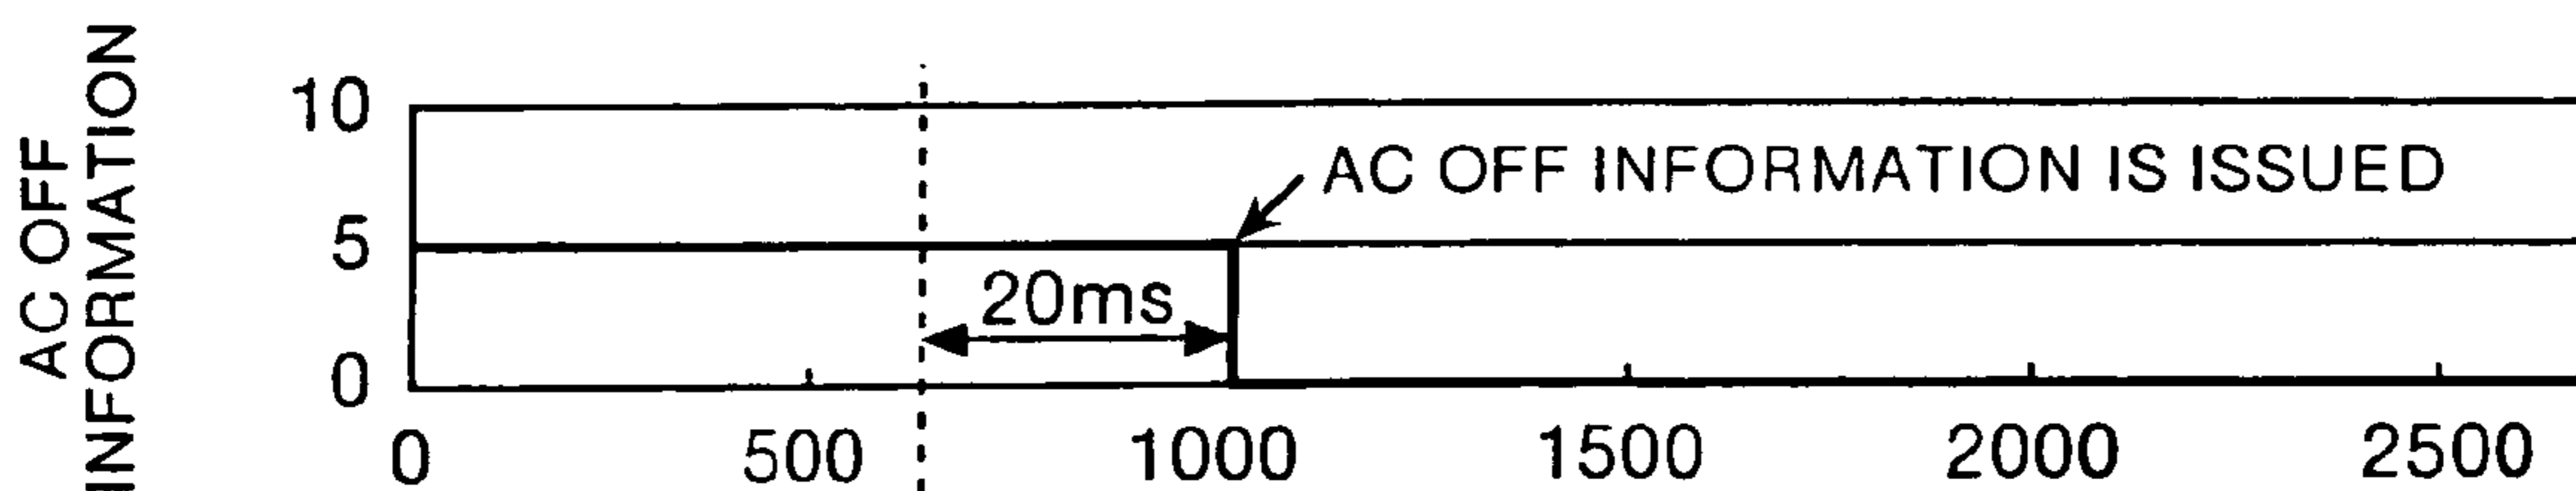 AC OFF
INFORMATION
10
AC OFF INFORMATION IS ISSUED
5
20ms
0
0 500 1000 1500 2000 2500